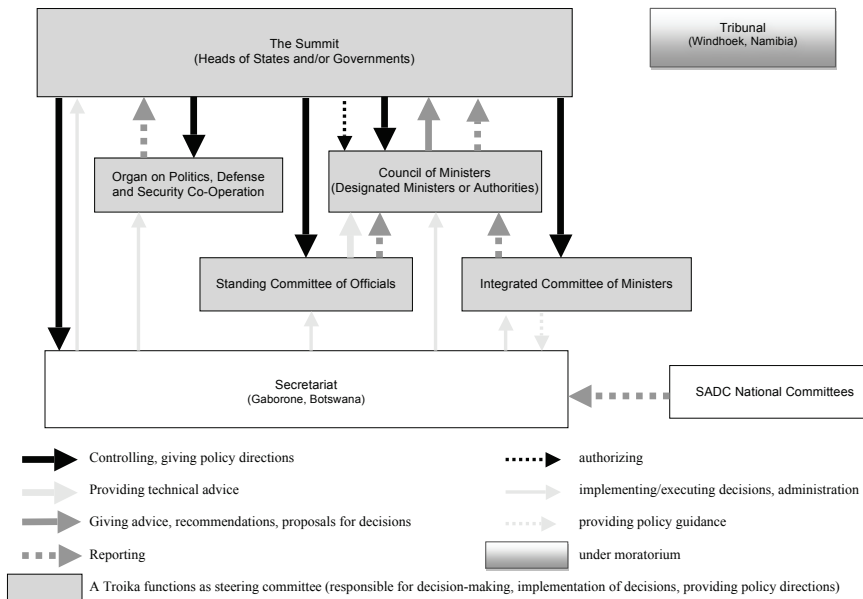 The Summit
(Heads of States and/or Governments)
Tribunal
(Windhoek, Namibia)
Organ on Politics, Defense
and Security Co-Operation
Council of Ministers
(Designated Ministers or Authorities)
Standing Committee of Officials
Integrated Committee of Ministers
Secretariat
(Gaborone, Botswana)
SADC National Committees
Controlling, giving policy directions
authorizing
Providing technical advice
implementing/executing decisions, administration
Giving advice, recommendations, proposals for decisions
providing policy guidance
Reporting
under moratorium
A Troika functions as steering committee (responsible for decision-making, implementation of decisions, providing policy directions)